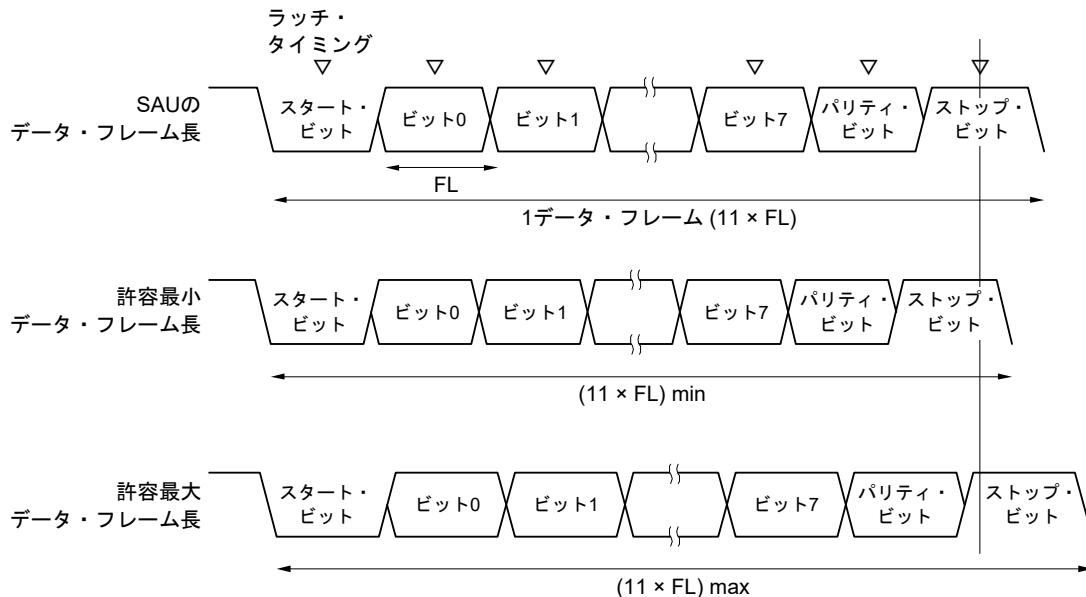 ラッチ・
タイミング
SAUの
データ・フレーム長
スタート・
ビット
ビット0
ビット1
ビット7
パリティ・
ビット
ストップ・
ビット
FL
1データ・フレーム (11 × FL)
許容最小
データ・フレーム長
スタート・
ビット
ビット0
ビット1
ビット7
パリティ・
ビット
ストップ・
ビット
(11 × FL) min
許容最大
データ・フレーム長
スタート・
ビット
ビット0
ビット1
ビット7
パリティ・
ビット
ストップ・
ビット
(11 × FL) max